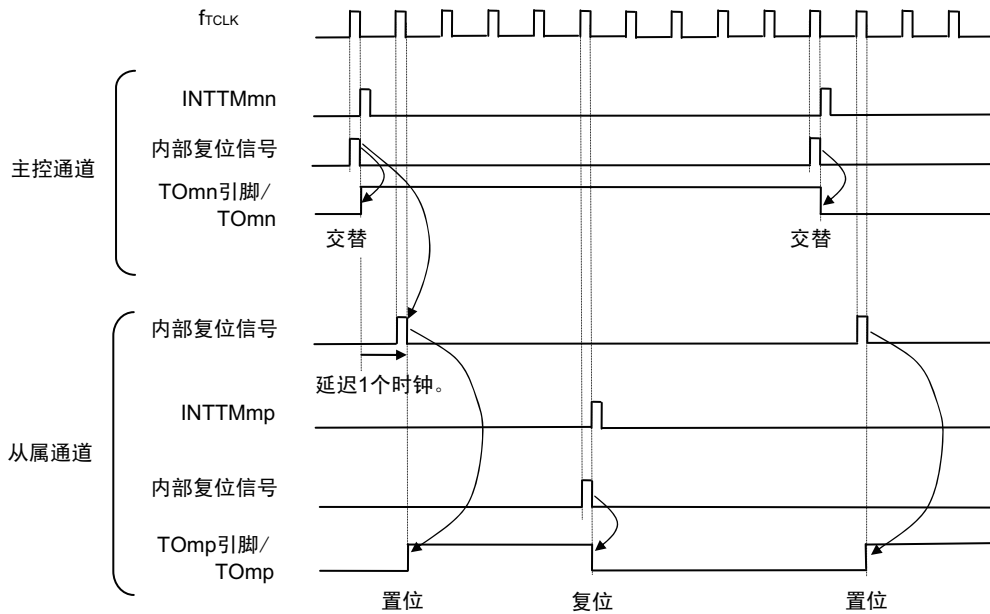 fTCLK
INTTMmn
内部复位信号
主控通道
TOmn引脚/
TOmn
交替
交替
内部复位信号
延迟1个时钟。
INTTMmp
从属通道
内部复位信号
TOmp引脚/
TOmp
置位
复位
置位